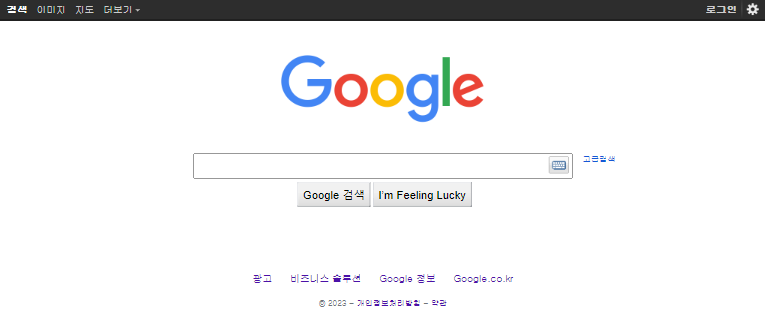 검색 이미지 지도 더보기 로그인
Google
고급검색
Google 검색 I'm Feeling Lucky
광고 비즈니스 솔루션 Google 정보 Google.co.kr
© 2023 - 개인정보처리방침 - 약관